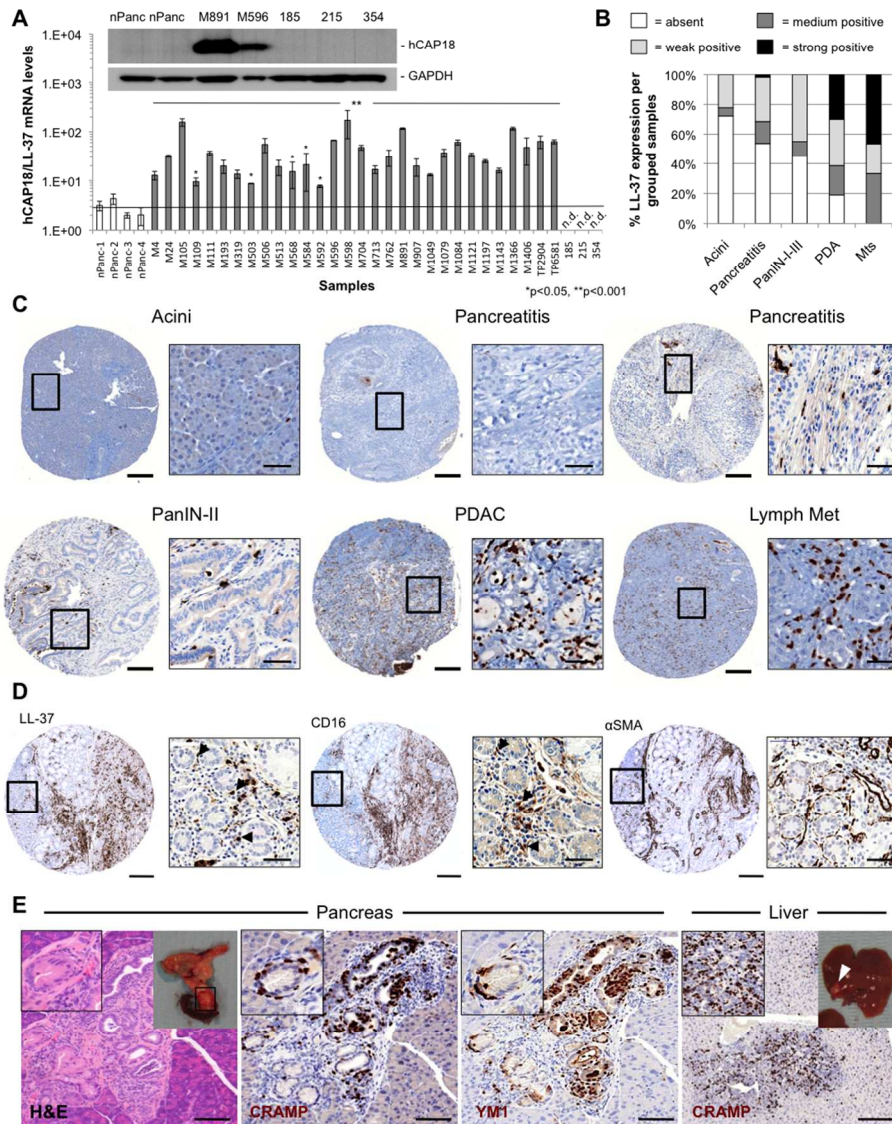 A
nPanc nPanc M891 M596 185 215 354
- hCAP18
- GAPDH
hCAP18/LL-37 mRNA levels
1.E+04
1.E+03
1.E+02
1.E+01
1.E+00
**
* * * * *
nPanc-1 nPanc-2 nPanc-3 nPanc-4 M4 M24 M105 M109 M111 M193 M319 M503 M506 M513 M568 M584 M592 M596 M598 M704 M713 M762 M891 M907 M1049 M1079 M1084 M1121 M1197 M1143 M1366 M1406 TP2904 TP6581 185 215 354
n.d. n.d. n.d.
Samples
*p<0.05, **p<0.001
B
= absent = medium positive
= weak positive = strong positive
% LL-37 expression per
grouped samples
100%
80%
60%
40%
20%
0%
Acini Pancreatitis PanIN-I-III PDA Mts
C
Acini Pancreatitis Pancreatitis
PanIN-II PDAC Lymph Met
D
LL-37 CD16 αSMA
E
Pancreas Liver
H&E CRAMP YM1 CRAMP